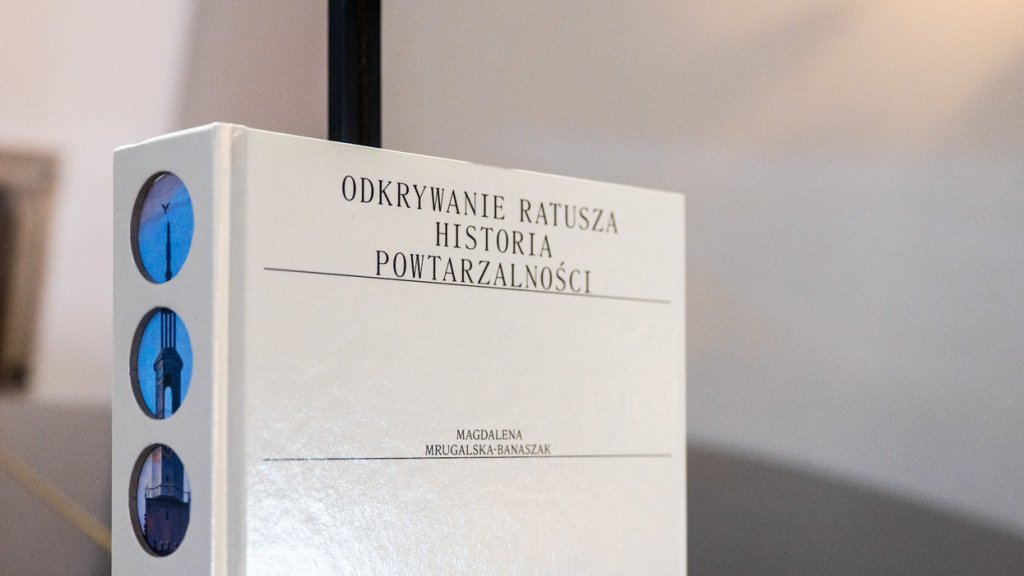 ODKRYWANIE RATUSZA
HISTORIA
POWTARZALNOŚCI
MAGDALENA
MRUGALSKA-BANASZAK